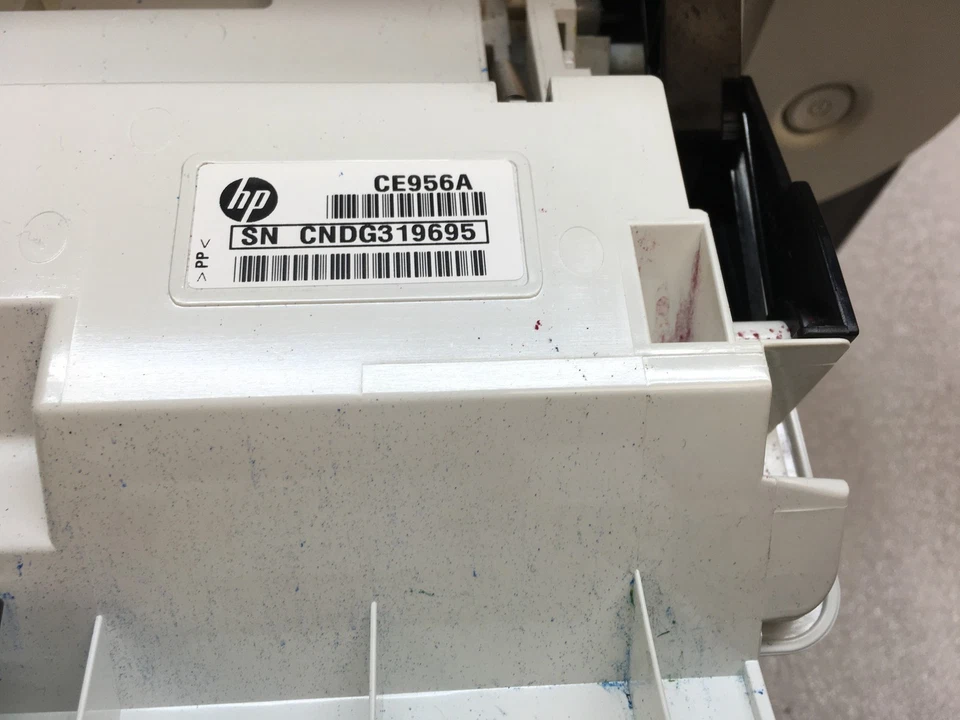 hp
CE956A
SN CNDG319695
>PP<